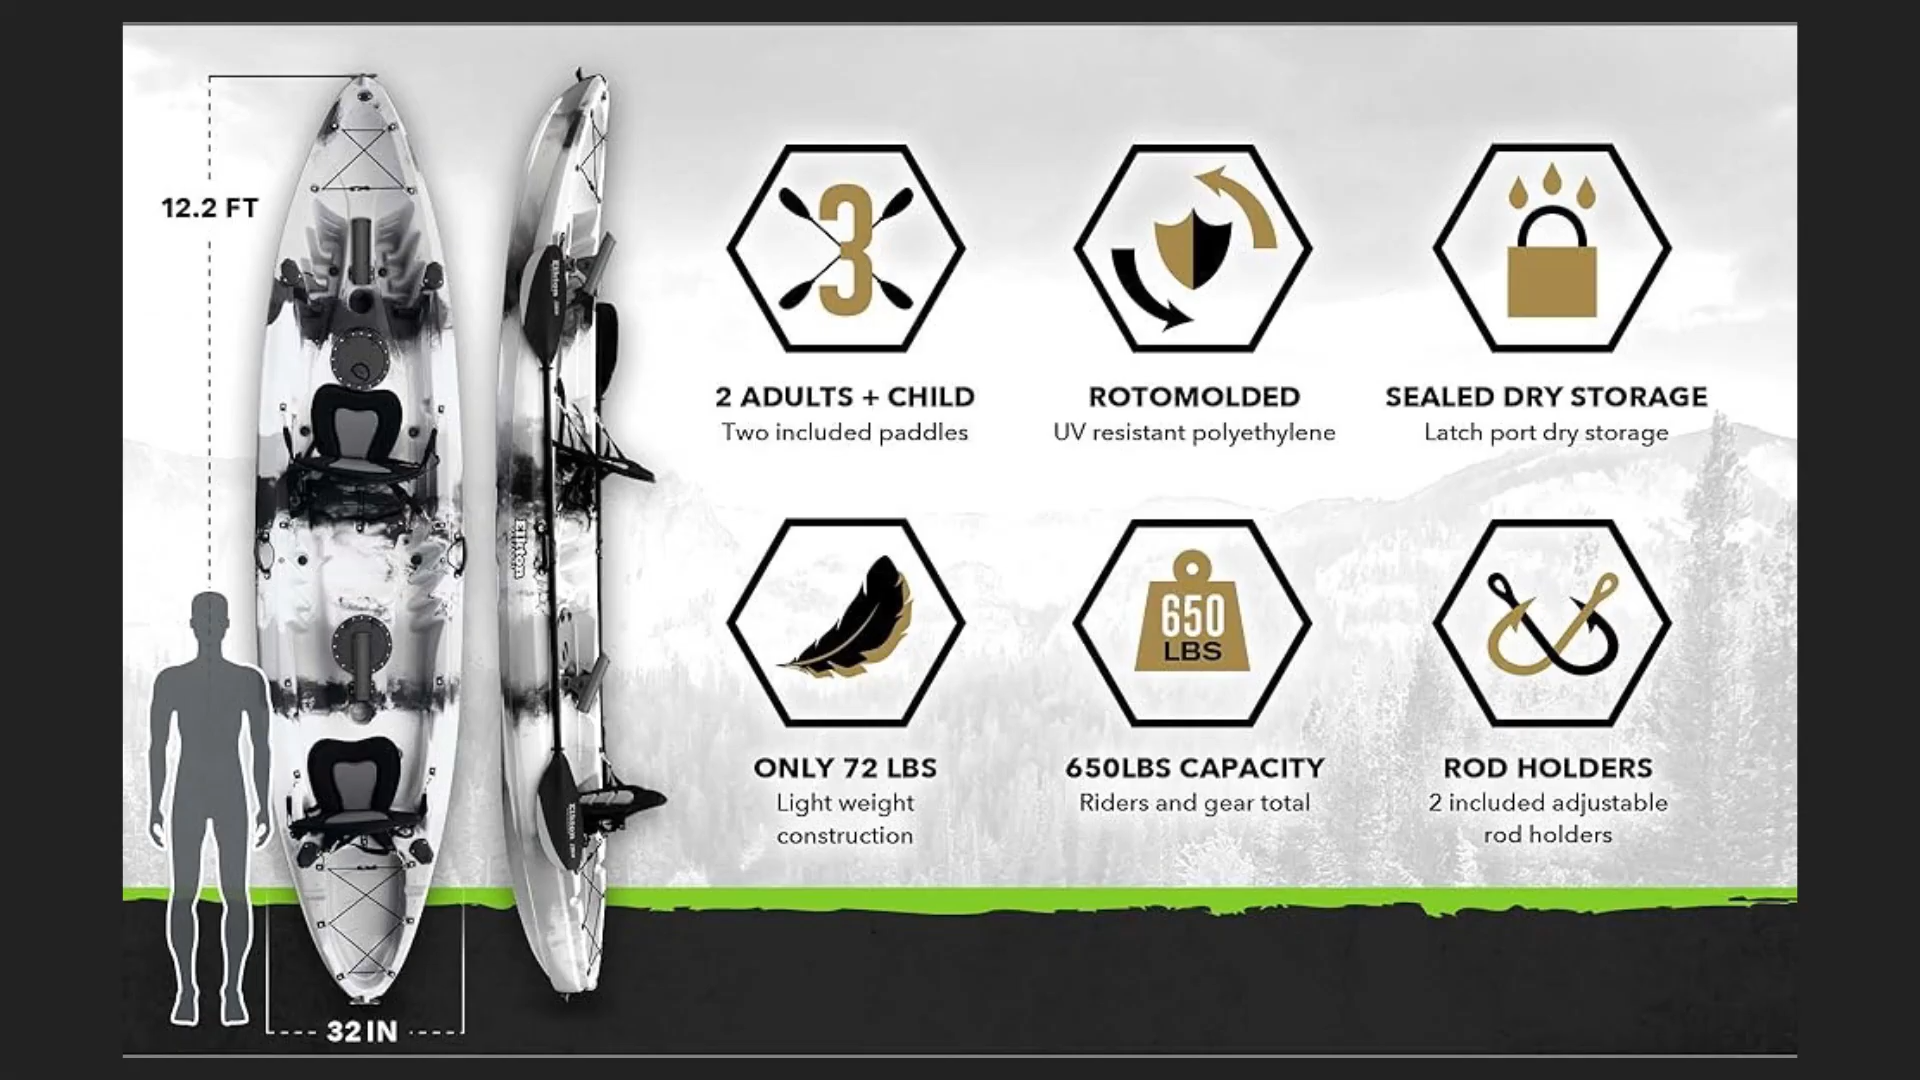 12.2 FT
3
2 ADULTS + CHILD
Two included paddles
ROTOMOLDED
UV resistant polyethylene
SEALED DRY STORAGE
Latch port dry storage
Elkton
ONLY 72 LBS
Light weight
construction
650
LBS
650LBS CAPACITY
Riders and gear total
ROD HOLDERS
2 included adjustable
rod holders
32 IN